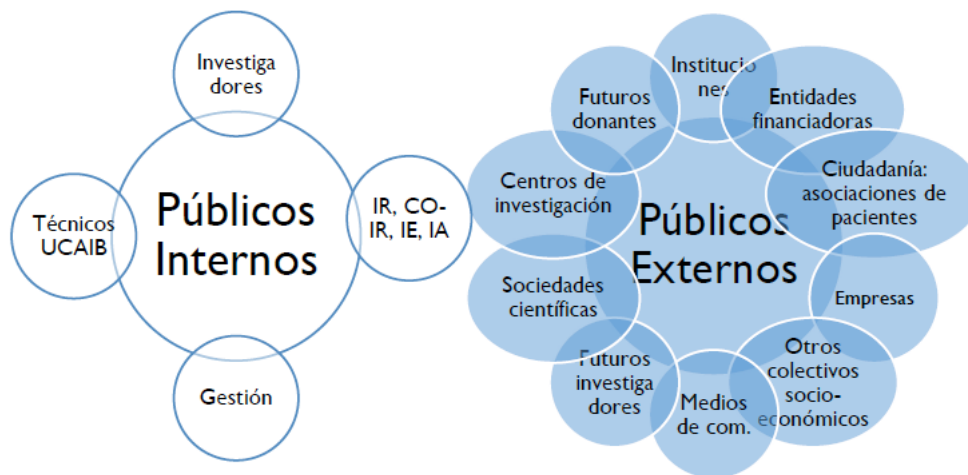 Investiga
dores
Técnicos
UCAIB
Públicos
Internos
IR, CO-
IR, IE, IA
Gestión
Institucio
nes
Entidades
financiadoras
Ciudadanía:
asociaciones de
pacientes
Empresas
Otros
colectivos
socio-
económicos
Medios
de com.
Futuros
investiga
dores
Sociedades
científicas
Centros de
investigación
Futuros
donantes
Públicos
Externos